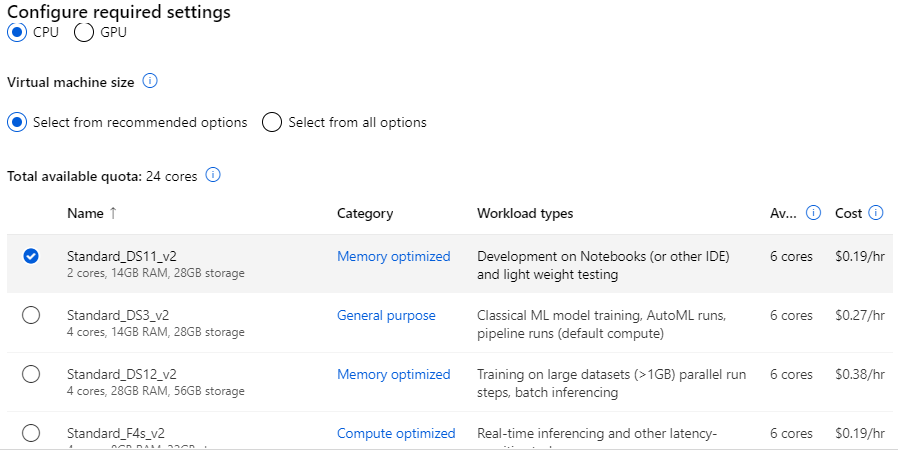 Configure required settings
CPU GPU
Virtual machine size
Select from recommended options Select from all options
Total available quota: 24 cores
Name ↑ Category Workload types Av... Cost
Standard_DS11_v2 Memory optimized Development on Notebooks (or other IDE) 6 cores $0.19/hr
2 cores, 14GB RAM, 28GB storage and light weight testing
Standard_DS3_v2 General purpose Classical ML model training, AutoML runs, 6 cores $0.27/hr
4 cores, 14GB RAM, 28GB storage pipeline runs (default compute)
Standard_DS12_v2 Memory optimized Training on large datasets (>1GB) parallel run 6 cores $0.38/hr
4 cores, 28GB RAM, 56GB storage steps, batch inferencing
Standard_F4s_v2 Compute optimized Real-time inferencing and other latency- 6 cores $0.19/hr